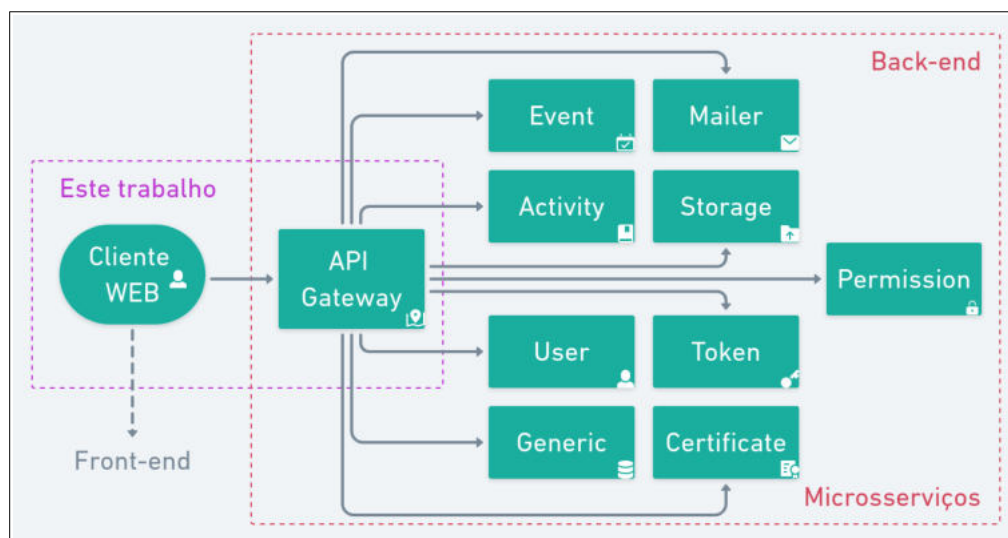 Back-end
Event
Mailer
Este trabalho
Activity
Storage
Cliente
WEB
API
Gateway
Permission
User
Token
Front-end
Generic
Certificate
Microsserviços